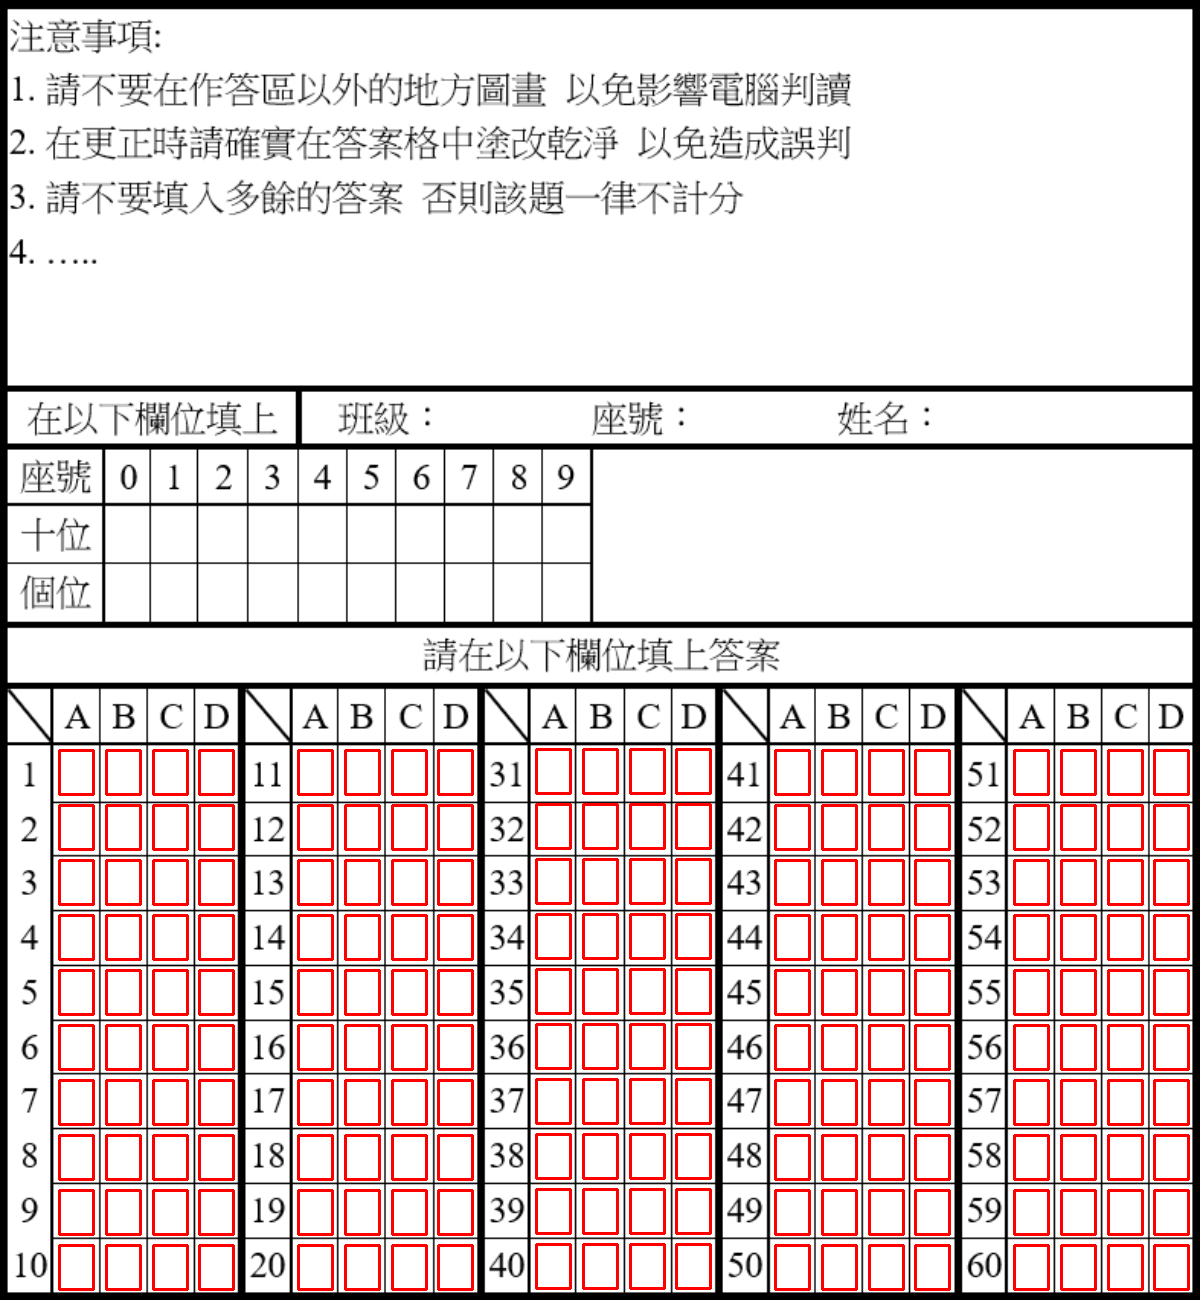 注意事項:
1. 請不要在作答區以外的地方圖畫 以免影響電腦判讀
2. 在更正時請確實在答案格中塗改乾淨 以免造成誤判
3. 請不要填入多餘的答案 否則該題一律不計分
4. …..
在以下欄位填上 班級： 座號： 姓名：
座號 0 1 2 3 4 5 6 7 8 9
十位
個位
請在以下欄位填上答案
A B C D A B C D A B C D A B C D A B C D
1 11 31 41 51
2 12 32 42 52
3 13 33 43 53
4 14 34 44 54
5 15 35 45 55
6 16 36 46 56
7 17 37 47 57
8 18 38 48 58
9 19 39 49 59
10 20 40 50 60